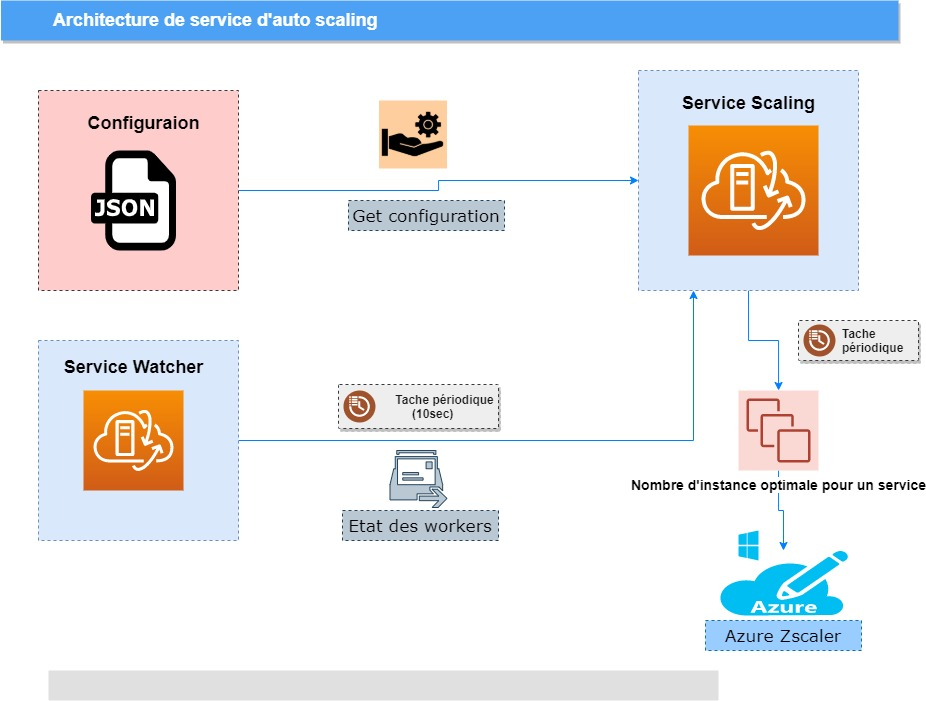 Architecture de service d'auto scaling
Configuraion
JSON
Get configuration
Service Scaling
Service Watcher
Tache périodique
(10sec)
Etat des workers
Tache
périodique
Nombre d'instance optimale pour un service
Azure
Azure Zscaler